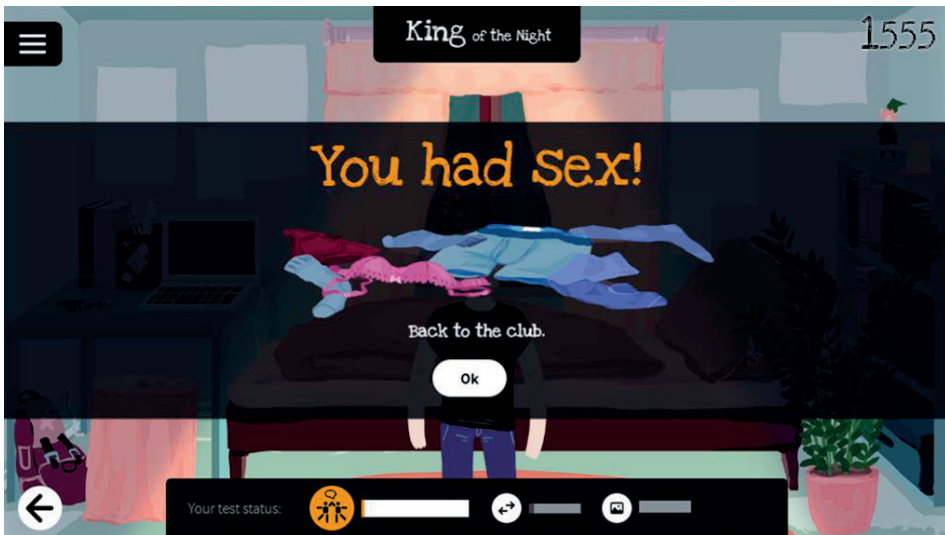 King of the Night
1555
You had sex!
Back to the club.
Ok
Your test status: